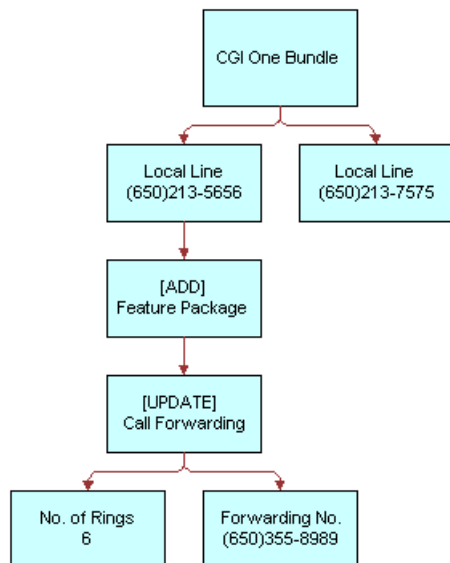 CGI One Bundle
Local Line
(650)213-5656
Local Line
(650)213-7575
[ADD]
Feature Package
[UPDATE]
Call Forwarding
No. of Rings
6
Forwarding No.
(650)355-8989